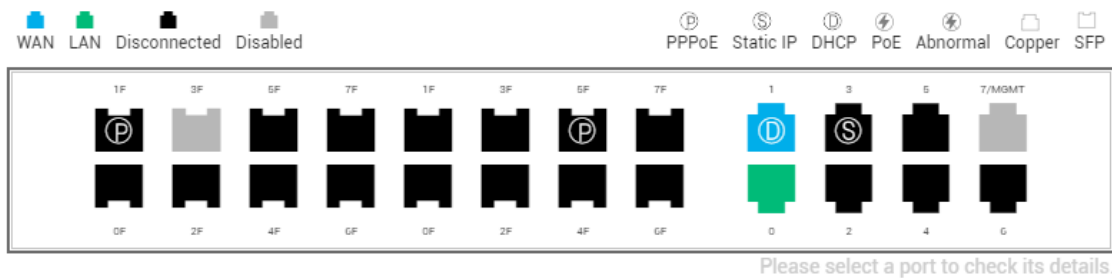 WAN LAN Disconnected Disabled PPPoE Static IP DHCP PoE Abnormal Copper SFP
1F 3F 5F 7F 1F 3F 5F 7F 1 3 5 7/MGMT
P P D S
0F 2F 4F 6F 0F 2F 4F 6F 0 2 4 6
Please select a port to check its details